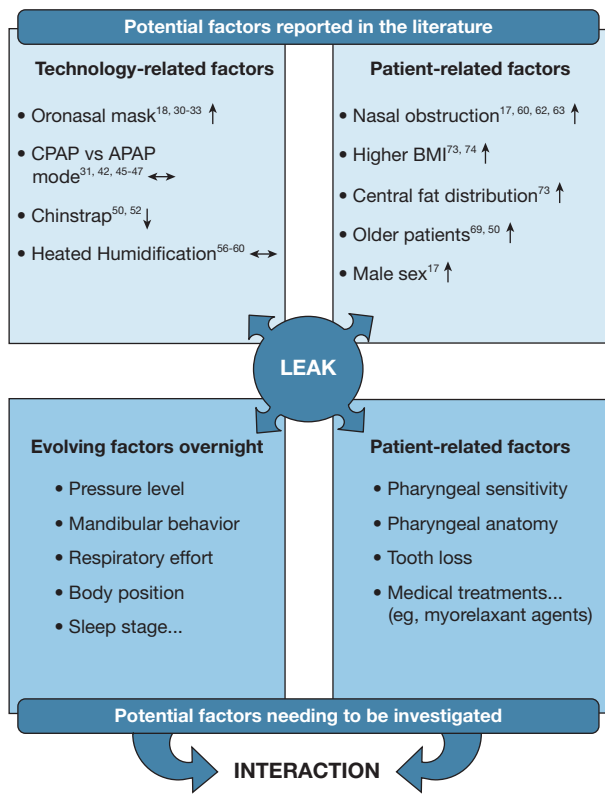 Potential factors reported in the literature
Technology-related factors
• Oronasal mask18, 30-33 ↑
• CPAP vs APAP
mode31, 42, 45-47 ↔
• Chinstrap50, 52 ↓
• Heated Humidification56-60 ↔
Patient-related factors
• Nasal obstruction17, 60, 62, 63 ↑
• Higher BMI73, 74 ↑
• Central fat distribution73 ↑
• Older patients69, 50 ↑
• Male sex17 ↑
LEAK
Evolving factors overnight
• Pressure level
• Mandibular behavior
• Respiratory effort
• Body position
• Sleep stage...
Patient-related factors
• Pharyngeal sensitivity
• Pharyngeal anatomy
• Tooth loss
• Medical treatments...
(eg, myorelaxant agents)
Potential factors needing to be investigated
INTERACTION